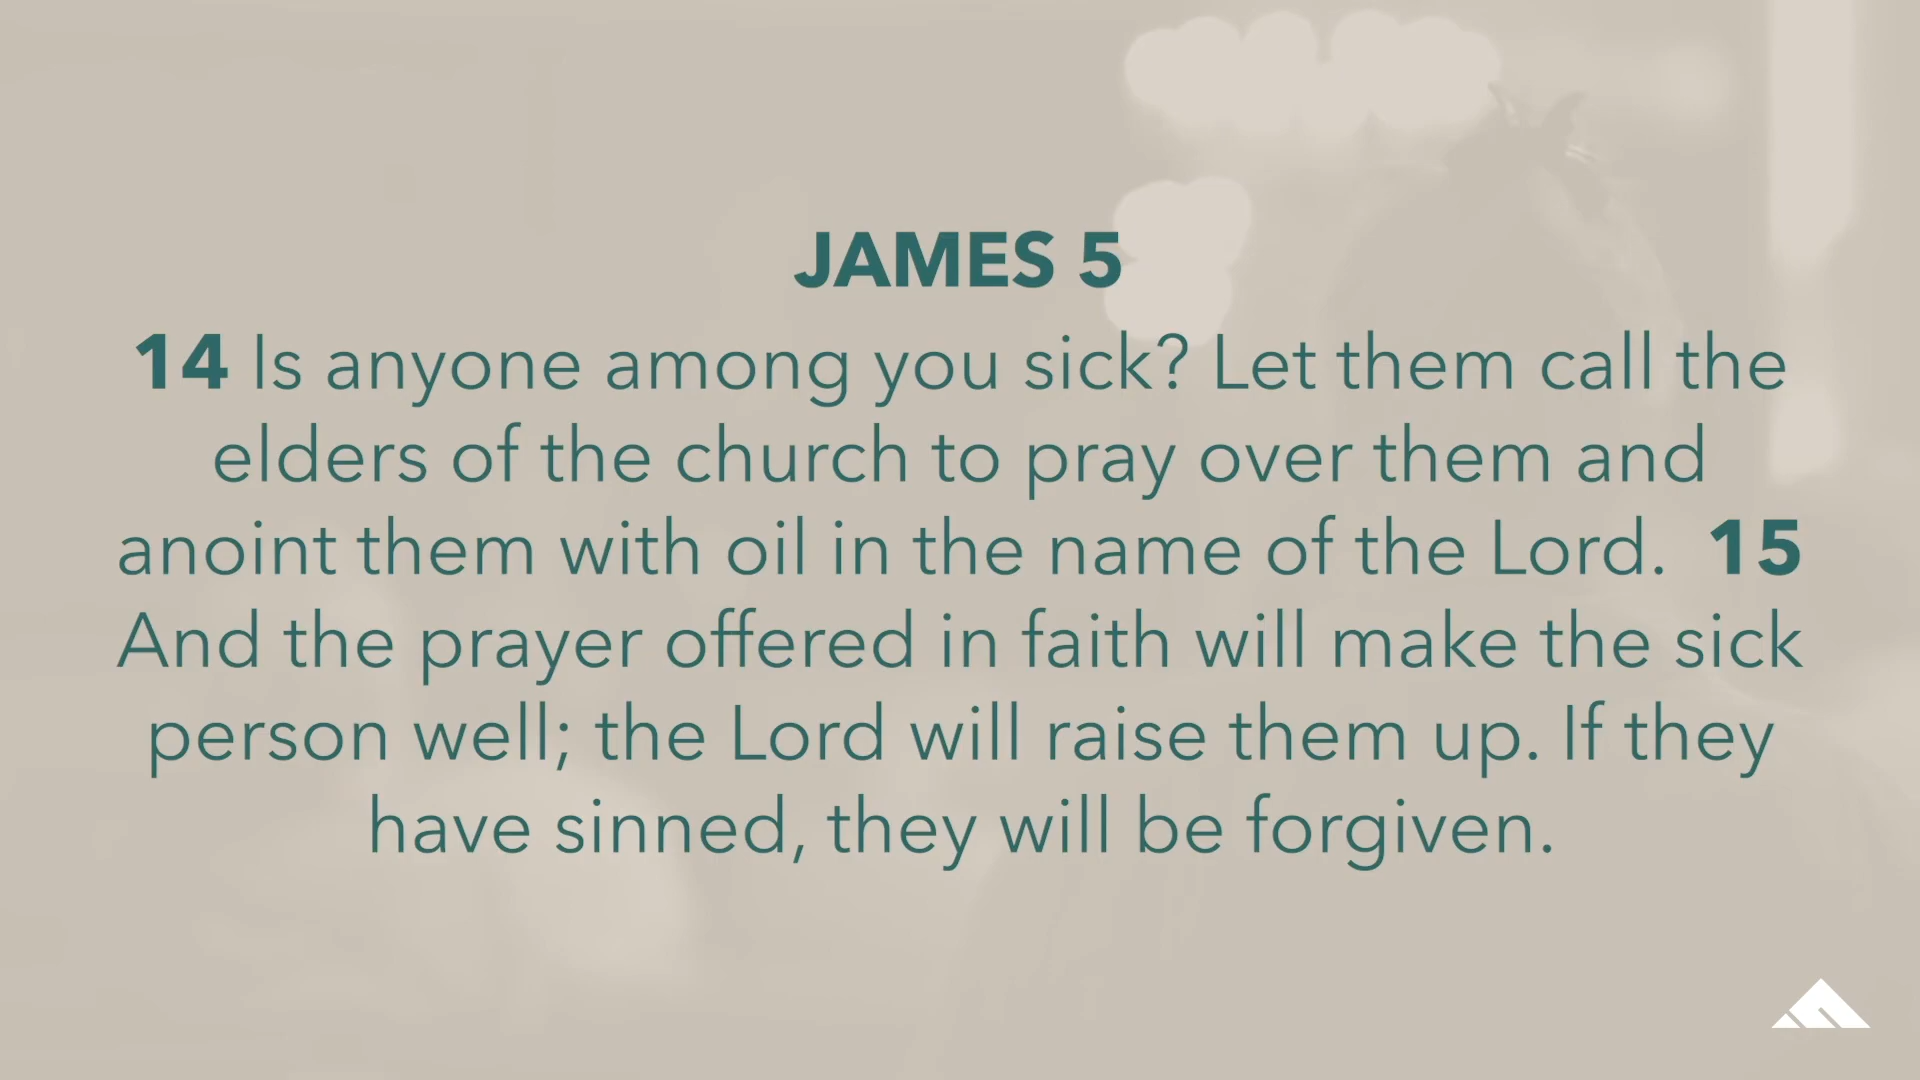 JAMES 5
14 Is anyone among you sick? Let them call the
elders of the church to pray over them and
anoint them with oil in the name of the Lord. 15
And the prayer offered in faith will make the sick
person well; the Lord will raise them up. If they
have sinned, they will be forgiven.